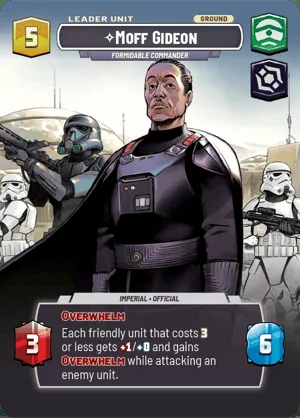 LEADER UNIT
GROUND
5
✧MOFF GIDEON
FORMIDABLE COMMANDER
IMPERIAL • OFFICIAL
OVERWHELM
Each friendly unit that costs 3
or less gets +1/+0 and gains
OVERWHELM while attacking an
enemy unit.
3
6